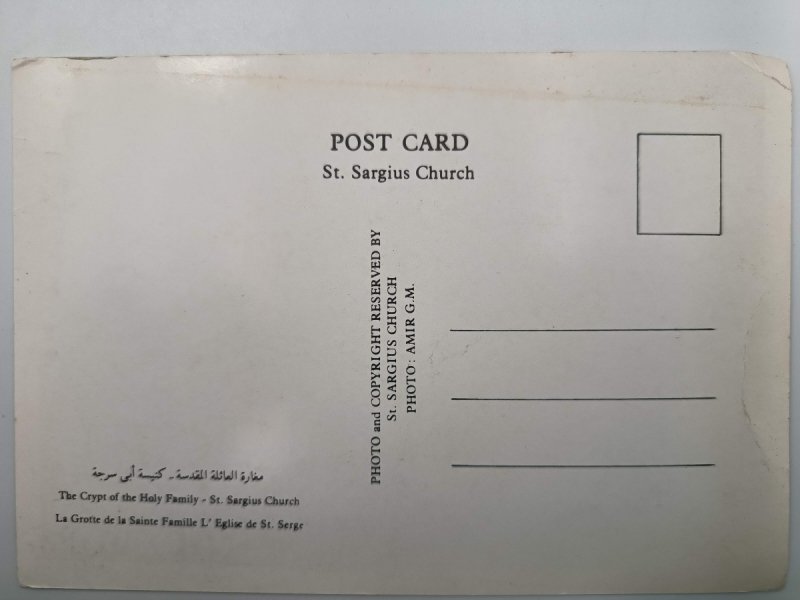 POST CARD
St. Sargius Church
PHOTO and COPYRIGHT RESERVED BY
St. SARGIUS CHURCH
PHOTO: AMIR G.M.
مغارة العائلة المقدسة ـ كنيسة أبى سرجة
The Crypt of the Holy Family - St. Sargius Church
La Grotte de la Sainte Famille L' Eglise de St. Serge